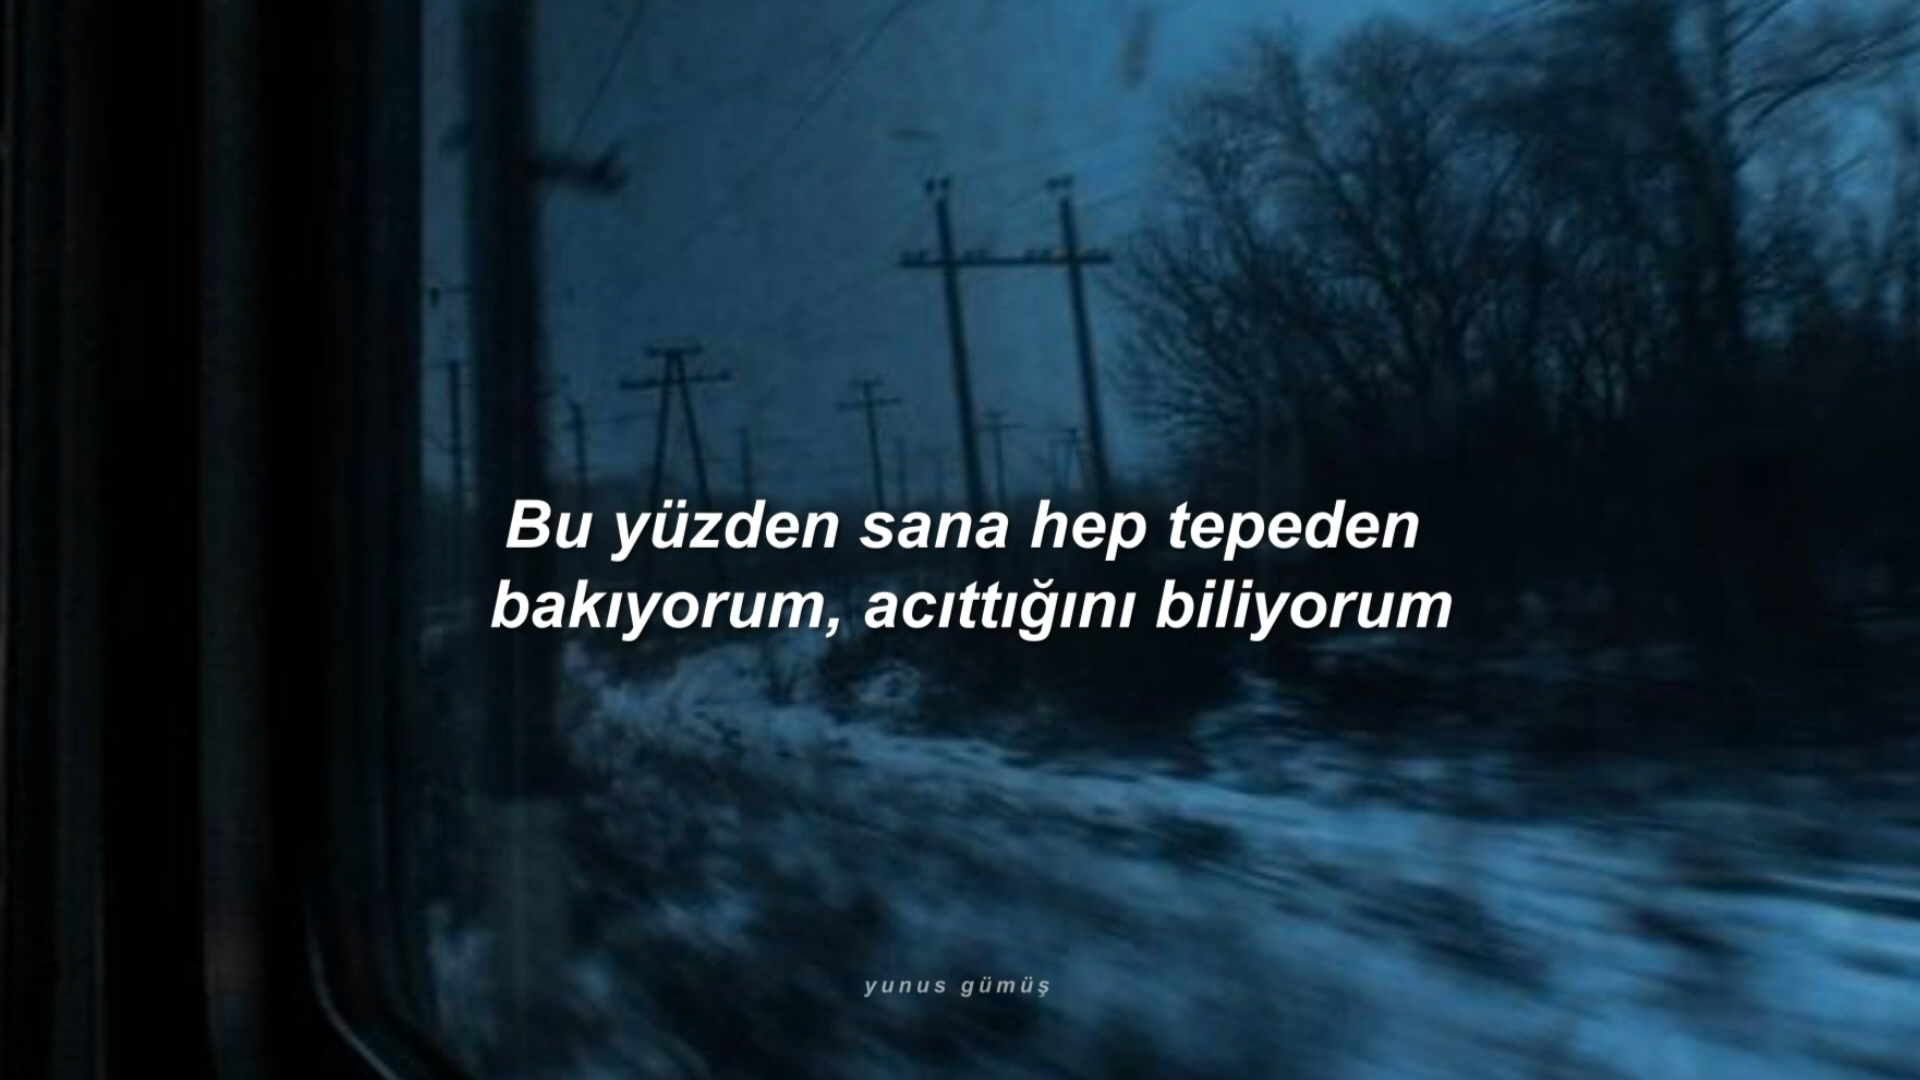 Bu yüzden sana hep tepeden
bakıyorum, acıttığını biliyorum
yunus gümüş